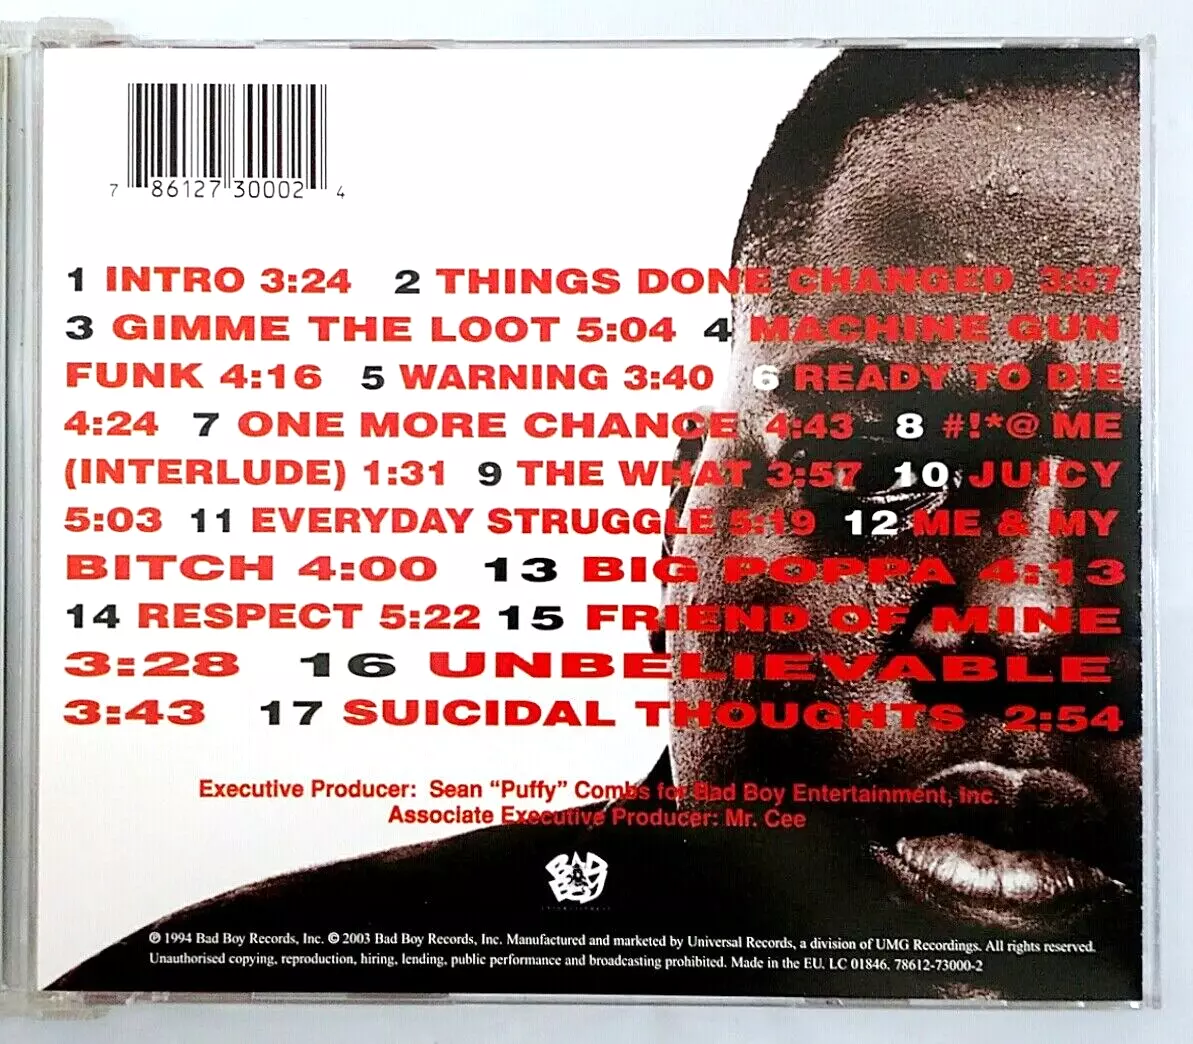 7 86127 30002 4
1 INTRO 3:24 2 THINGS DONE CHANGED 3:57
3 GIMME THE LOOT 5:04 4 MACHINE GUN
FUNK 4:16 5 WARNING 3:40 6 READY TO DIE
4:24 7 ONE MORE CHANCE 4:43 8 #!*@ ME
(INTERLUDE) 1:31 9 THE WHAT 3:57 10 JUICY
5:03 11 EVERYDAY STRUGGLE 5:19 12 ME & MY
BITCH 4:00 13 BIG POPPA 4:13
14 RESPECT 5:22 15 FRIEND OF MINE
3:28 16 UNBELIEVABLE
3:43 17 SUICIDAL THOUGHTS 2:54
Executive Producer: Sean "Puffy" Combs for Bad Boy Entertainment, Inc.
Associate Executive Producer: Mr. Cee
BAD
BOY
℗ 1994 Bad Boy Records, Inc. © 2003 Bad Boy Records, Inc. Manufactured and marketed by Universal Records, a division of UMG Recordings. All rights reserved.
Unauthorised copying, reproduction, hiring, lending, public performance and broadcasting prohibited. Made in the EU. LC 01846. 78612-73000-2